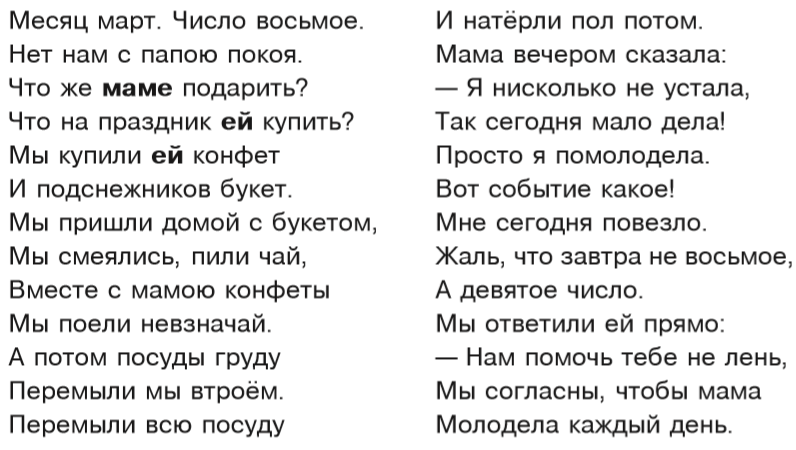 Месяц март. Число восьмое.
Нет нам с папою покоя.
Что же маме подарить?
Что на праздник ей купить?
Мы купили ей конфет
И подснежников букет.
Мы пришли домой с букетом,
Мы смеялись, пили чай,
Вместе с мамою конфеты
Мы поели невзначай.
А потом посуды груду
Перемыли мы втроём.
Перемыли всю посуду
И натёрли пол потом.
Мама вечером сказала:
— Я нисколько не устала,
Так сегодня мало дела!
Просто я помолодела.
Вот событие какое!
Мне сегодня повезло.
Жаль, что завтра не восьмое,
А девятое число.
Мы ответили ей прямо:
— Нам помочь тебе не лень,
Мы согласны, чтобы мама
Молодела каждый день.